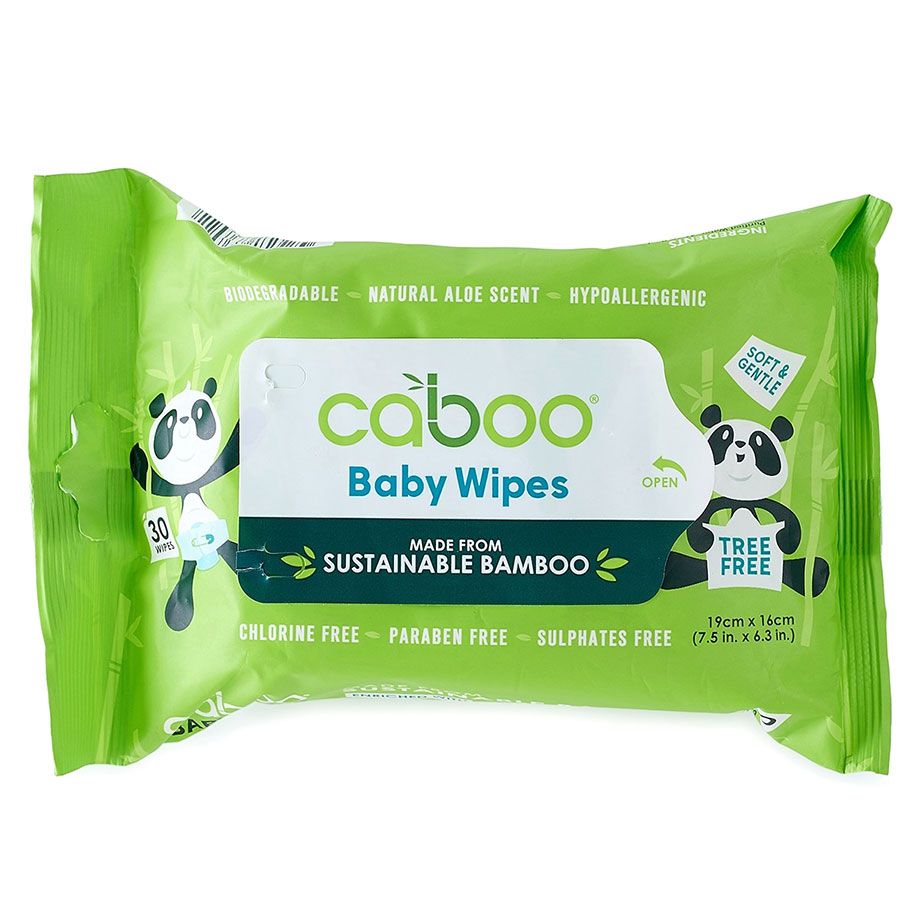 INGREDIENTS
BIODEGRADABLE – NATURAL ALOE SCENT – HYPOALLERGENIC
SOFT &
GENTLE
caboo®
Baby Wipes
OPEN
30
WIPES
MADE FROM
SUSTAINABLE BAMBOO
TREE
FREE
19cm x 16cm
(7.5 in. x 6.3 in.)
CHLORINE FREE – PARABEN FREE – SULPHATES FREE